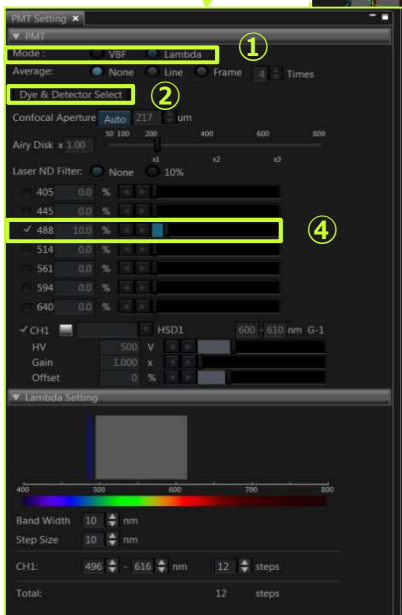 PMT Setting ×
▼ PMT
Mode : VBF Lambda ①
Average: None Line Frame 4 Times
Dye & Detector Select ②
Confocal Aperture Auto 217 um
50 100 200 400 600 800
Airy Disk x 1.00
x1 x2 x3
Laser ND Filter: None 10%
405 0.0 %
445 0.0 %
✓ 488 10.0 % ④
514 0.0 %
561 0.0 %
594 0.0 %
640 0.0 %
✓ CH1 HSD1 600 - 610 nm G-1
HV 500 V
Gain 1.000 x
Offset 0 %
▼ Lambda Setting
400 500 600 700 800
Band Width 10 nm
Step Size 10 nm
CH1: 496 - 616 nm 12 steps
Total: 12 steps